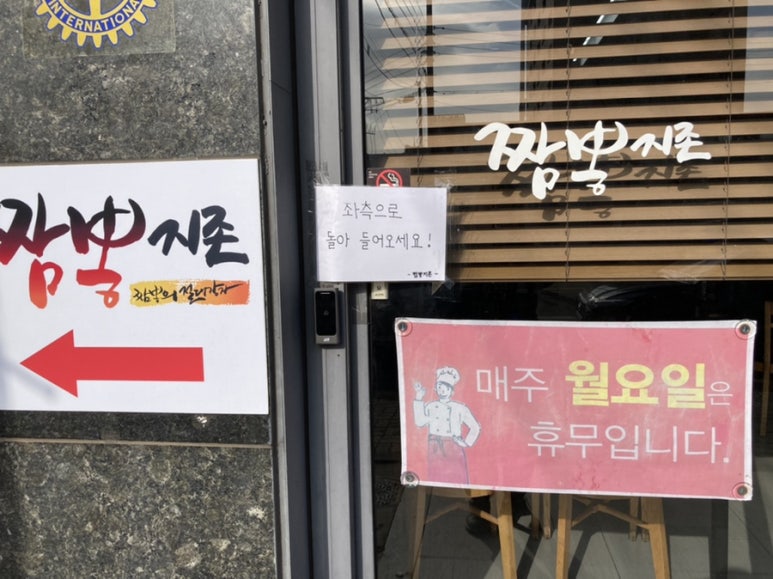 INTERNATIONAL
짬뽕지존
짬뽕의 절대강자
좌측으로
돌아 들어오세요!
- 짬뽕지존 -
짬뽕지존
매주 월요일은
휴무입니다.